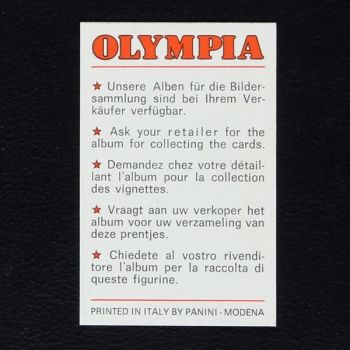 OLYMPIA
★ Unsere Alben für die Bilder-
sammlung sind bei Ihrem Ver-
käufer verfügbar.
★ Ask your retailer for the
album for collecting the cards.
★ Demandez chez votre détail-
lant l'album pour la collection
des vignettes.
★ Vraagt aan uw verkoper het
album voor uw verzameling van
deze prentjes.
★ Chiedete al vostro rivendi-
tore l'album per la raccolta di
queste figurine.
PRINTED IN ITALY BY PANINI - MODENA